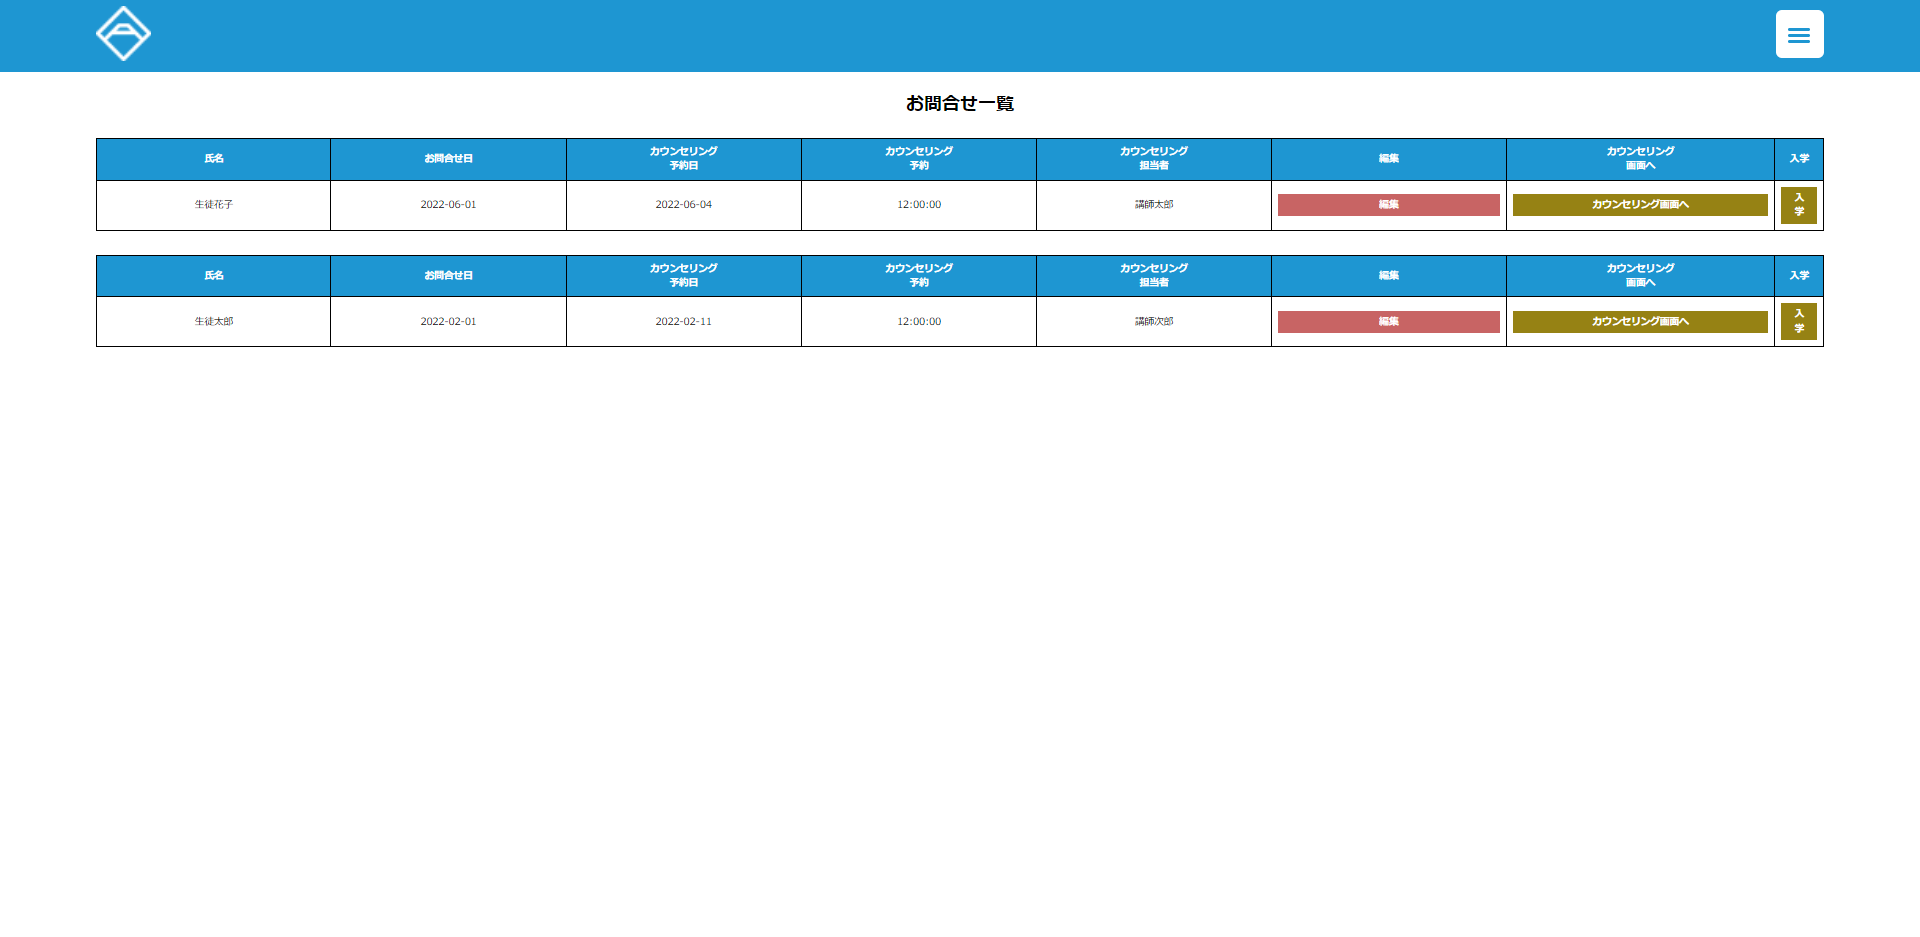 お問合せ一覧
氏名 お問合せ日 カウンセリング 予約日 カウンセリング 予約 カウンセリング 担当者 編集 カウンセリング 画面へ 入学
生徒花子 2022-06-01 2022-06-04 12:00:00 講師太郎 編集 カウンセリング画面へ 入学
氏名 お問合せ日 カウンセリング 予約日 カウンセリング 予約 カウンセリング 担当者 編集 カウンセリング 画面へ 入学
生徒太郎 2022-02-01 2022-02-11 12:00:00 講師次郎 編集 カウンセリング画面へ 入学